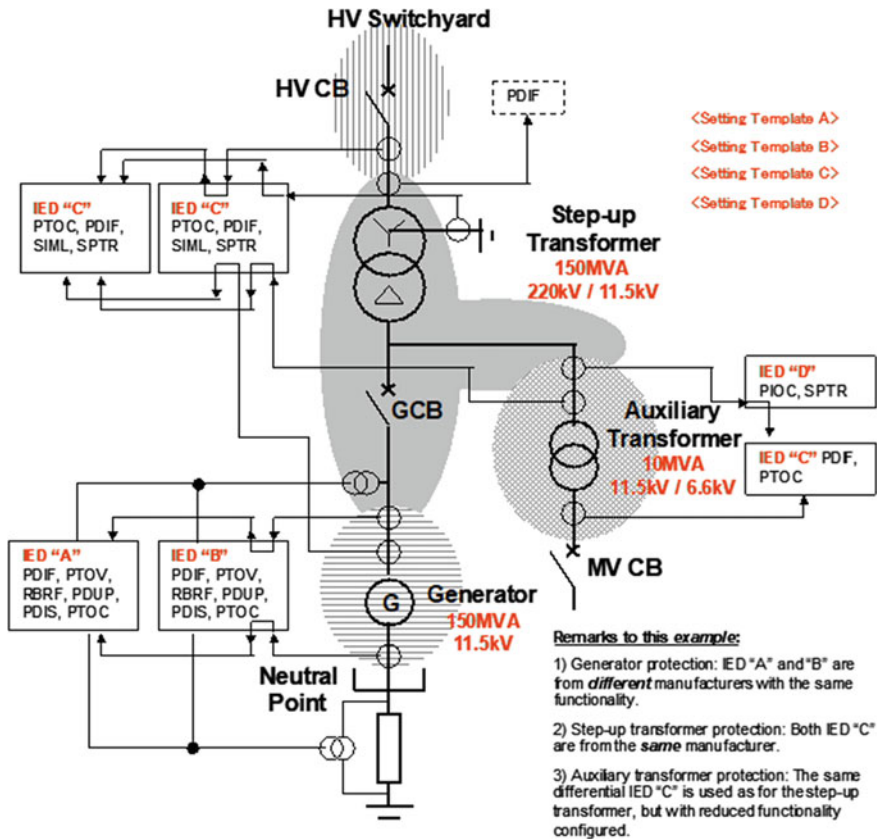 HV Switchyard
HV CB
PDIF
<Setting Template A>
<Setting Template B>
<Setting Template C>
<Setting Template D>
IED "C"
PTOC, PDIF,
SIML, SPTR
IED "C"
PTOC, PDIF,
SIML, SPTR
Step-up
Transformer
150MVA
220kV / 11.5kV
GCB
Auxiliary
Transformer
10MVA
11.5kV / 6.6kV
IED "D"
PIOC, SPTR
IED "C" PDIF,
PTOC
MV CB
IED "A"
PDIF, PTOV,
RBRF, PDUP,
PDIS, PTOC
IED "B"
PDIF, PTOV,
RBRF, PDUP,
PDIS, PTOC
G
Generator
150MVA
11.5kV
Neutral
Point
Remarks to this example:
1) Generator protection: IED "A" and "B" are
from different manufacturers with the same
functionality.
2) Step-up transformer protection: Both IED "C"
are from the same manufacturer.
3) Auxiliary transformer protection: The same
differential IED "C" is used as for the step-up
transformer, but with reduced functionality
configured.